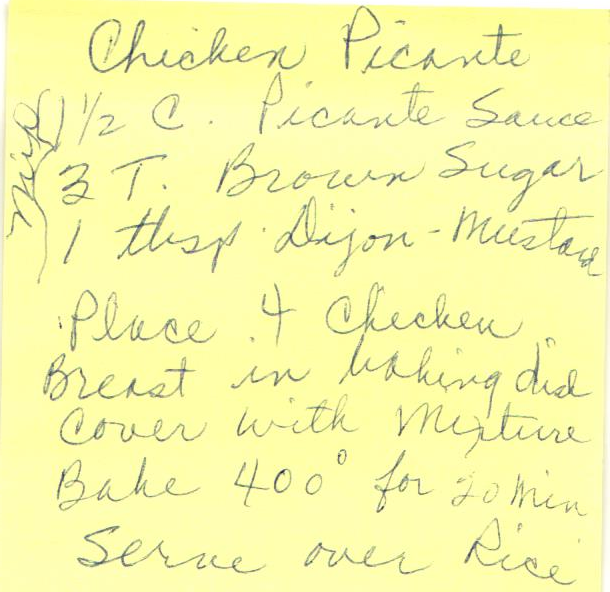 Chicken Picante
Mix
1 1/2 C. Picante Sauce
3 T. Brown Sugar
1 tbsp. Dijon-Mustard
Place 4 Chicken
Breast in baking dish
Cover with Mixture
Bake 400° for 20 Min
Serve over Rice